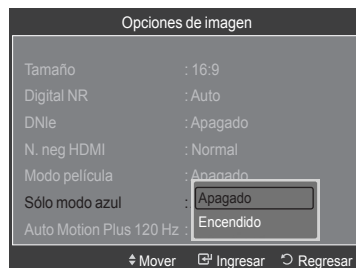 Opciones de imagen
Tamaño : 16:9
Digital NR : Auto
DNIe : Apagado
N. neg HDMI : Normal
Modo película : Apagado
Sólo modo azul : Apagado
Encendido
Auto Motion Plus 120 Hz :
Mover Ingresar Regresar